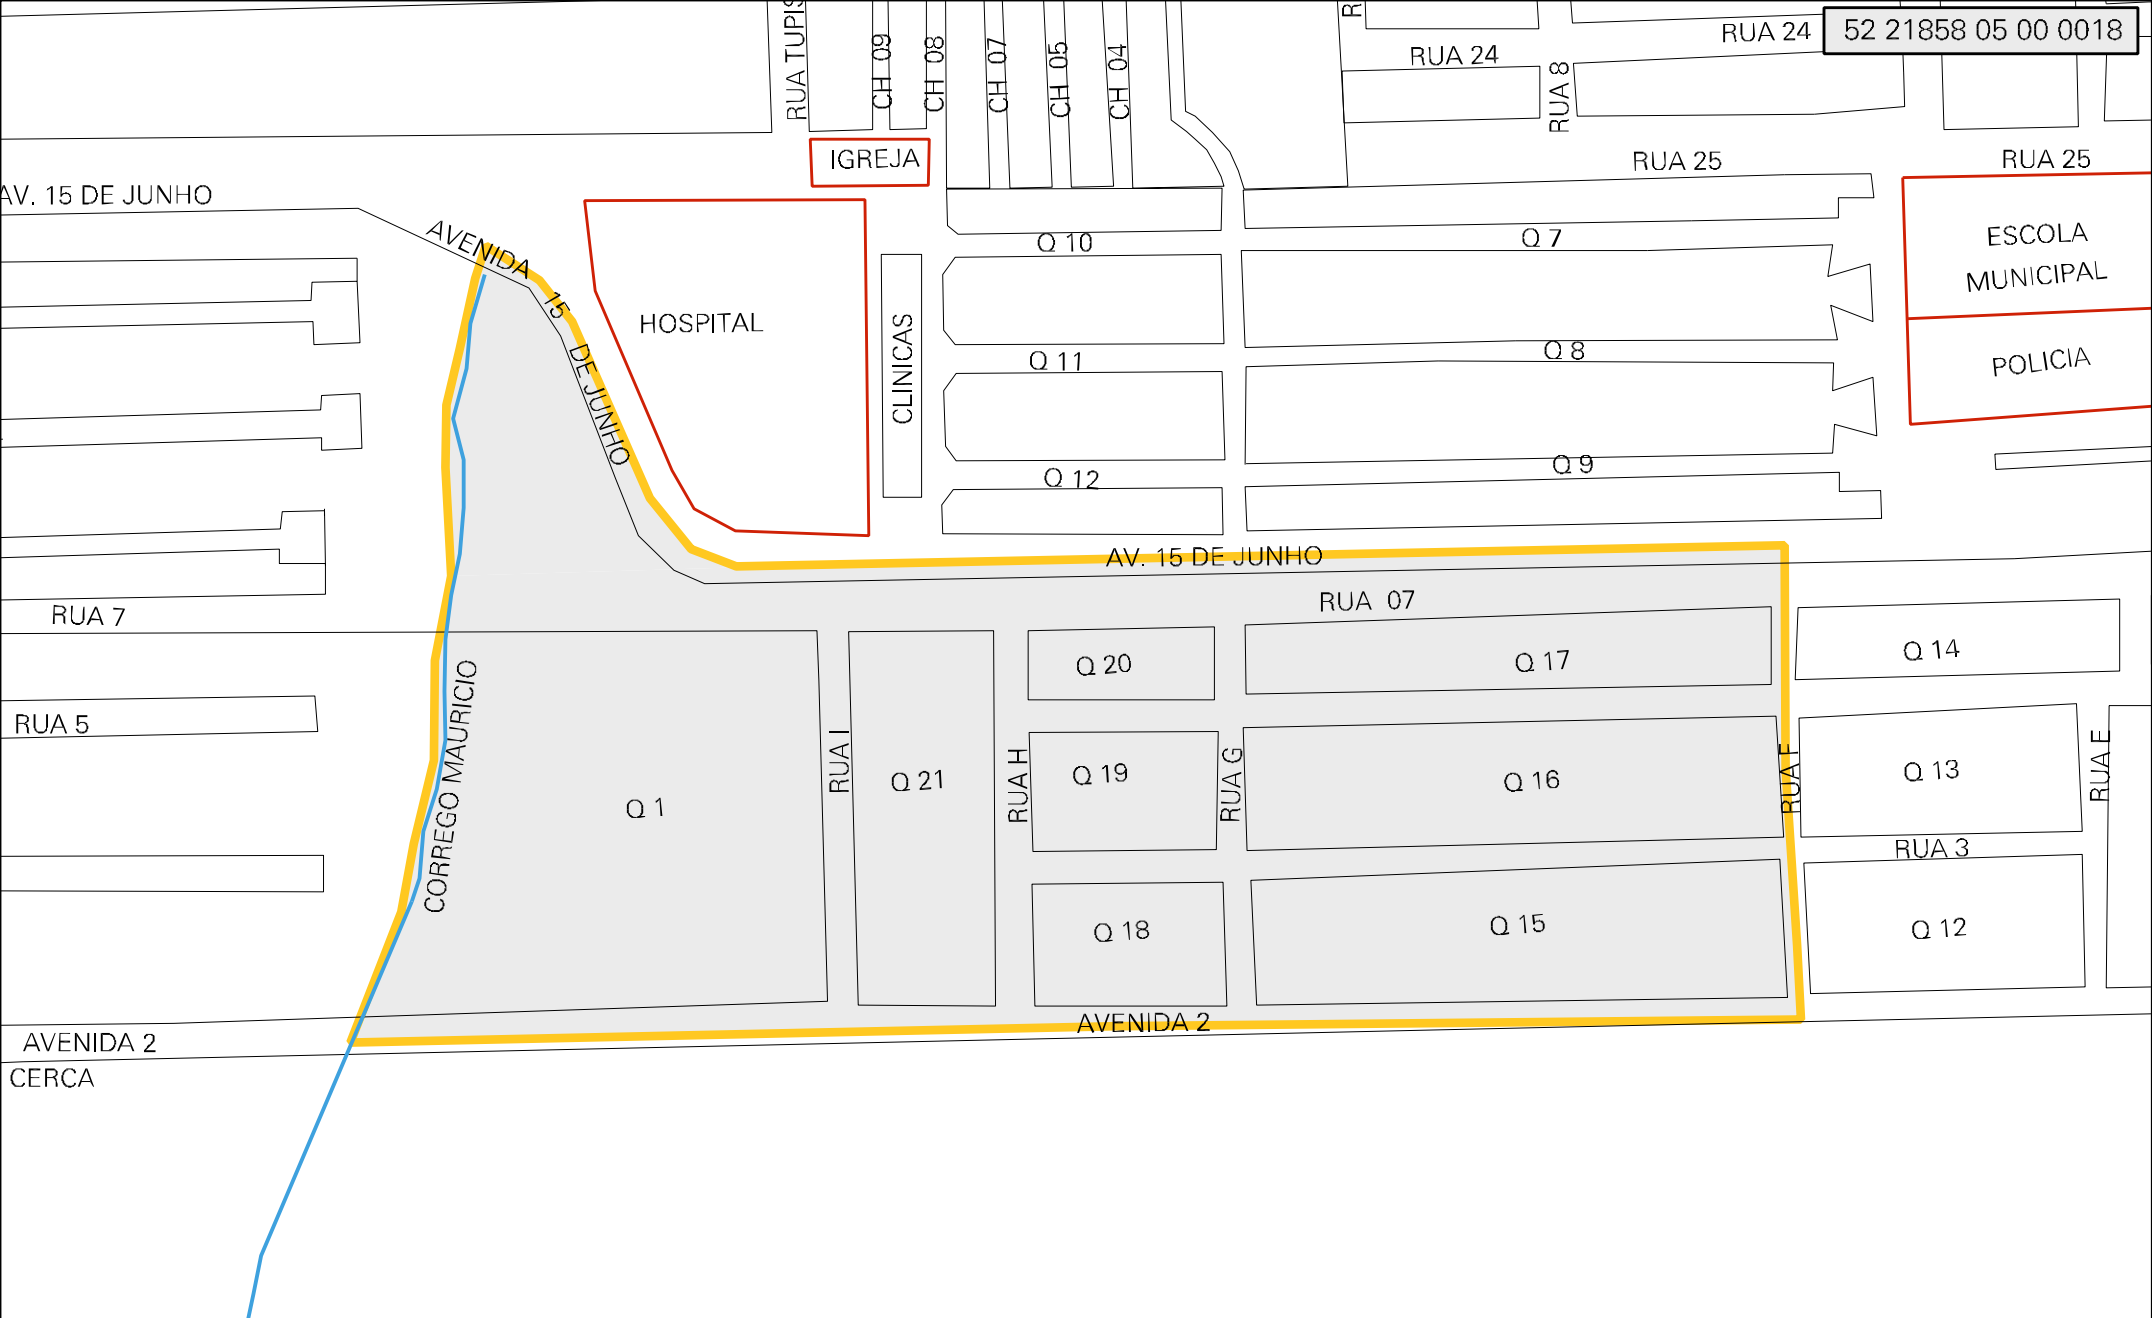 RUA TUPIS
CH 09
CH 08
CH 07
CH 05
CH 04
R
RUA 24
RUA 8
RUA 24
52 21858 05 00 0018
IGREJA
RUA 25
RUA 25
AV. 15 DE JUNHO
AVENIDA 15 DE JUNHO
HOSPITAL
CLINICAS
Q 10
Q 7
ESCOLA
MUNICIPAL
Q 11
Q 8
POLICIA
Q 12
Q 9
AV. 15 DE JUNHO
RUA 07
RUA 7
Q 20
Q 17
Q 14
RUA 5
CORREGO MAURICIO
Q 1
RUA I
Q 21
RUA H
Q 19
RUA G
Q 16
RUA F
Q 13
RUA E
RUA 3
Q 18
Q 15
Q 12
AVENIDA 2
AVENIDA 2
CERCA